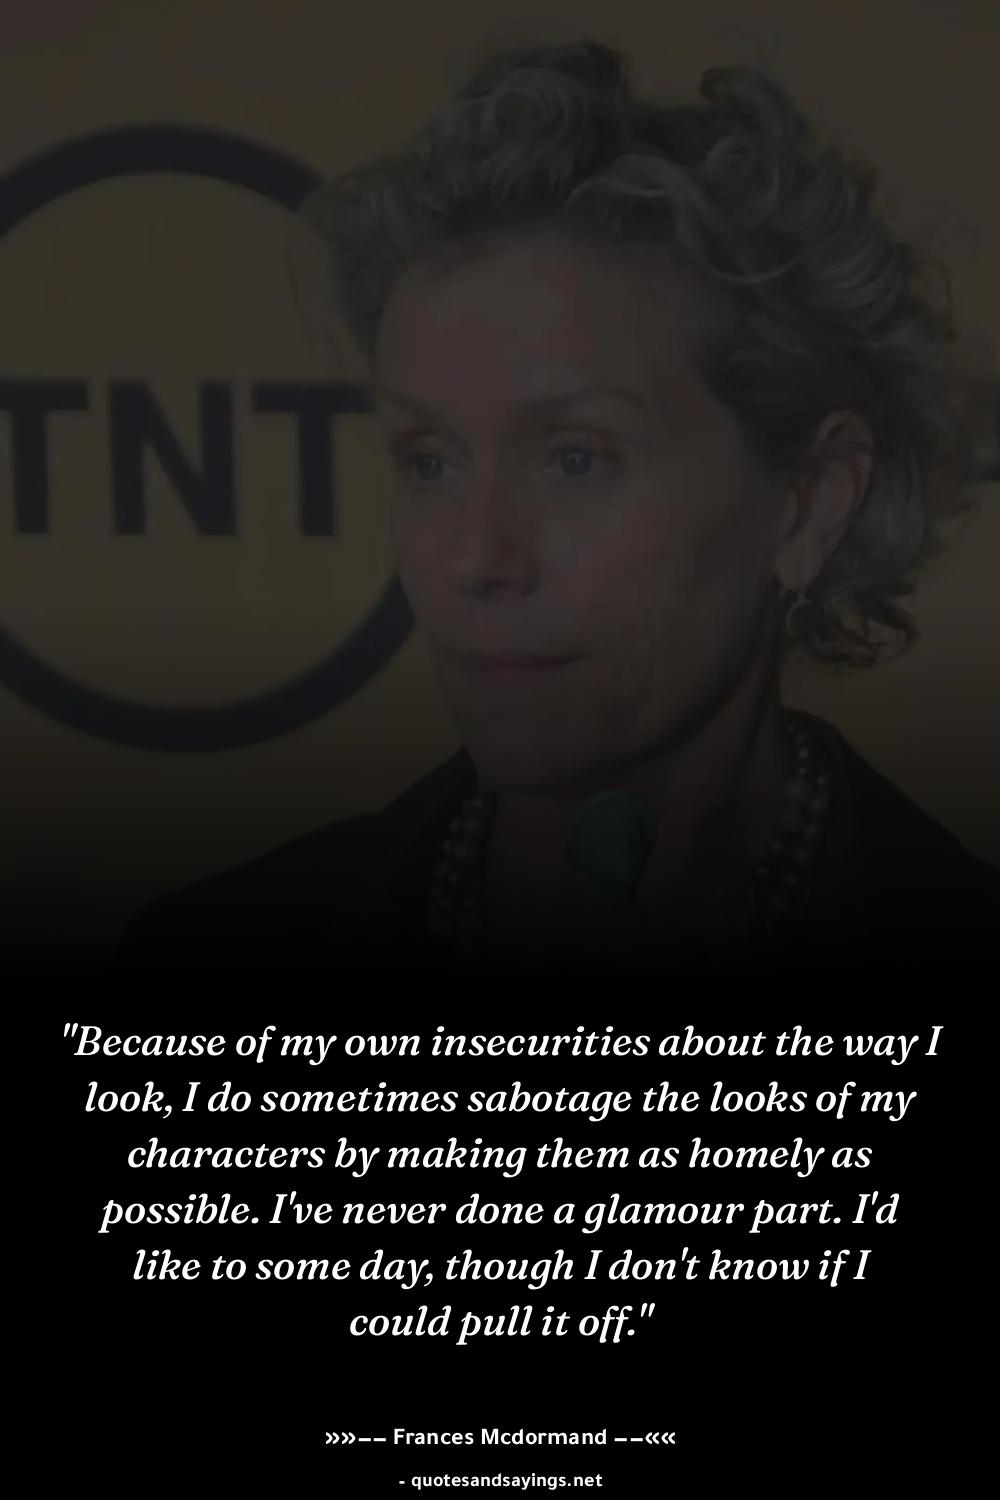 TNT
"Because of my own insecurities about the way I
look, I do sometimes sabotage the looks of my
characters by making them as homely as
possible. I've never done a glamour part. I'd
like to some day, though I don't know if I
could pull it off."
»»–– Frances Mcdormand ––««
- quotesandsayings.net